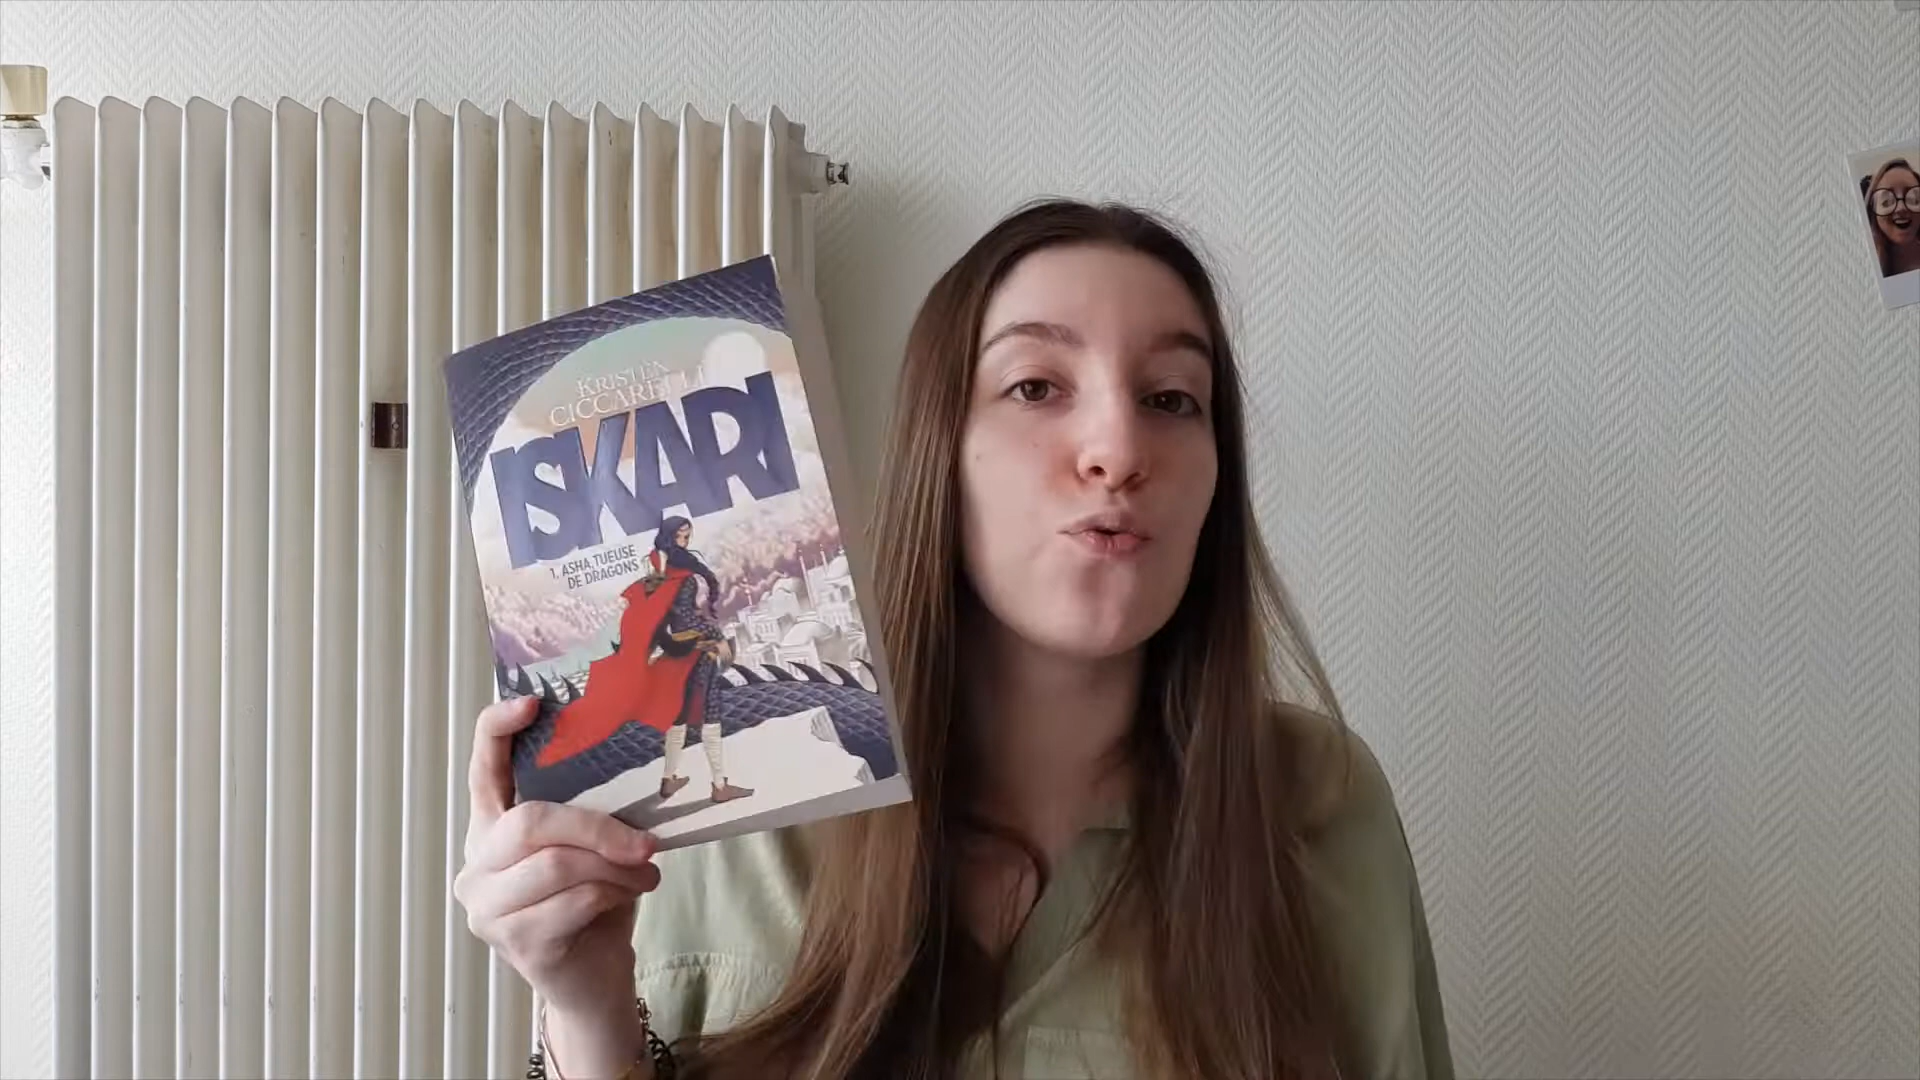 KRISTEN
CICCARELLI
ISKARI
1. ASHA, TUEUSE
DE DRAGONS